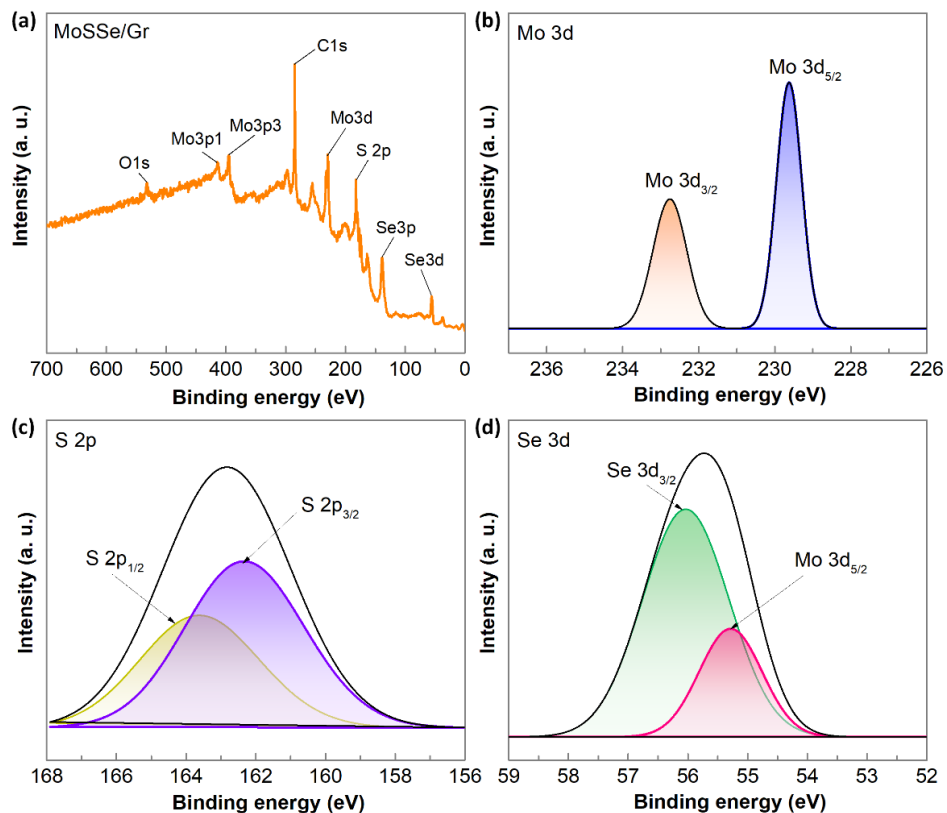 (a)
MoSSe/Gr
C1s
Mo3p1
Mo3p3
Mo3d
O1s
S 2p
Se3p
Se3d
Intensity (a. u.)
700 600 500 400 300 200 100 0
Binding energy (eV)
(b)
Mo 3d
Mo 3d5/2
Mo 3d3/2
Intensity (a. u.)
236 234 232 230 228 226
Binding energy (eV)
(c)
S 2p
S 2p3/2
S 2p1/2
Intensity (a. u.)
168 166 164 162 160 158 156
Binding energy (eV)
(d)
Se 3d
Se 3d3/2
Mo 3d5/2
Intensity (a. u.)
59 58 57 56 55 54 53 52
Binding energy (eV)